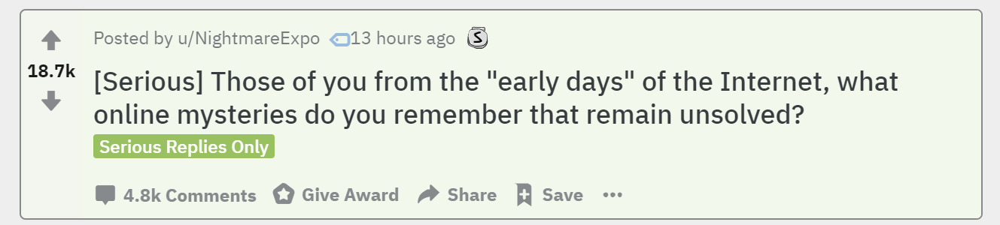 Posted by u/NightmareExpo 13 hours ago S
18.7k
[Serious] Those of you from the "early days" of the Internet, what
online mysteries do you remember that remain unsolved?
Serious Replies Only
4.8k Comments Give Award Share Save ...